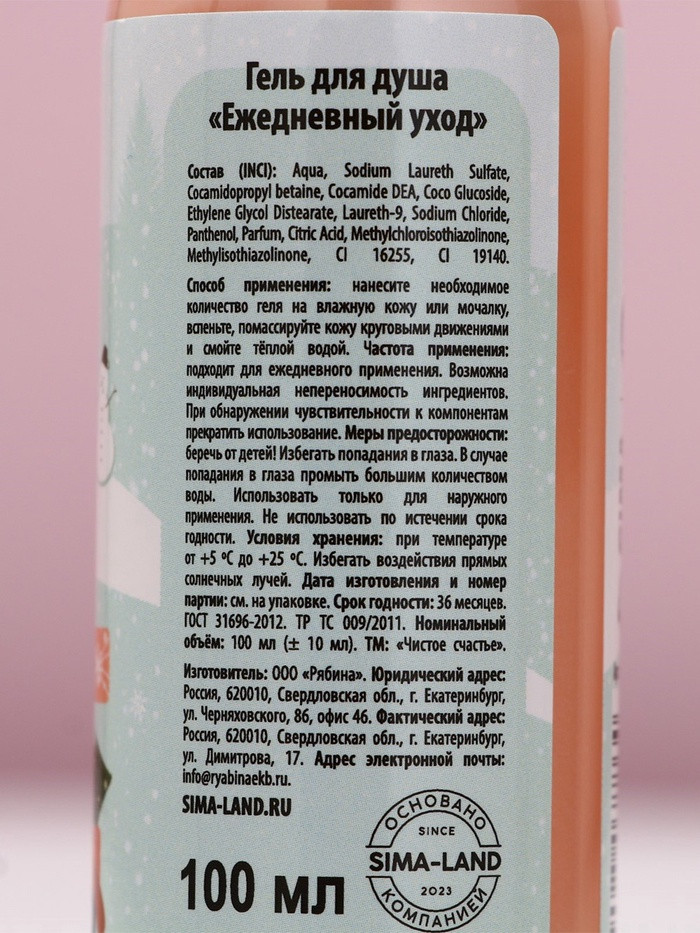 Гель для душа
«Ежедневный уход»
Состав (INCI): Aqua, Sodium Laureth Sulfate,
Cocamidopropyl betaine, Cocamide DEA, Coco Glucoside,
Ethylene Glycol Distearate, Laureth-9, Sodium Chloride,
Panthenol, Parfum, Citric Acid, Methylchloroisothiazolinone,
Methylisothiazolinone, CI 16255, CI 19140.
Способ применения: нанесите необходимое
количество геля на влажную кожу или мочалку,
вспеньте, помассируйте кожу круговыми движениями
и смойте тёплой водой. Частота применения:
подходит для ежедневного применения. Возможна
индивидуальная непереносимость ингредиентов.
При обнаружении чувствительности к компонентам
прекратить использование. Меры предосторожности:
беречь от детей! Избегать попадания в глаза. В случае
попадания в глаза промыть большим количеством
воды. Использовать только для наружного
применения. Не использовать по истечении срока
годности. Условия хранения: при температуре
от +5 ºС до +25 ºС. Избегать воздействия прямых
солнечных лучей. Дата изготовления и номер
партии: см. на упаковке. Срок годности: 36 месяцев.
ГОСТ 31696-2012. ТР ТС 009/2011. Номинальный
объём: 100 мл (± 10 мл). ТМ: «Чистое счастье».
Изготовитель: ООО «Рябина». Юридический адрес:
Россия, 620010, Свердловская обл., г. Екатеринбург,
ул. Черняховского, 86, офис 46. Фактический адрес:
Россия, 620010, Свердловская обл., г. Екатеринбург,
ул. Димитрова, 17. Адрес электронной почты:
info@ryabinaekb.ru.
SIMA-LAND.RU
100 мл
ОСНОВАНО
SINCE
SIMA-LAND
2023
КОМПАНИЕЙ